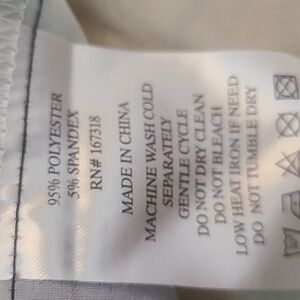 95% POLYESTER
5% SPANDEX
RN# 167318
MADE IN CHINA
MACHINE WASH COLD
SEPARATELY
GENTLE CYCLE
DO NOT DRY CLEAN
DO NOT BLEACH
LOW HEAT IRON IF NEED
DO NOT TUMBLE DRY